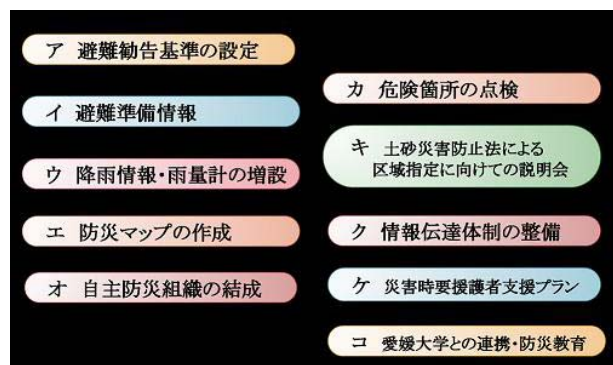 ア 避難勧告基準の設定
イ 避難準備情報
ウ 降雨情報・雨量計の増設
エ 防災マップの作成
オ 自主防災組織の結成
カ 危険箇所の点検
キ 土砂災害防止法による
区域指定に向けての説明会
ク 情報伝達体制の整備
ケ 災害時要援護者支援プラン
コ 愛媛大学との連携・防災教育